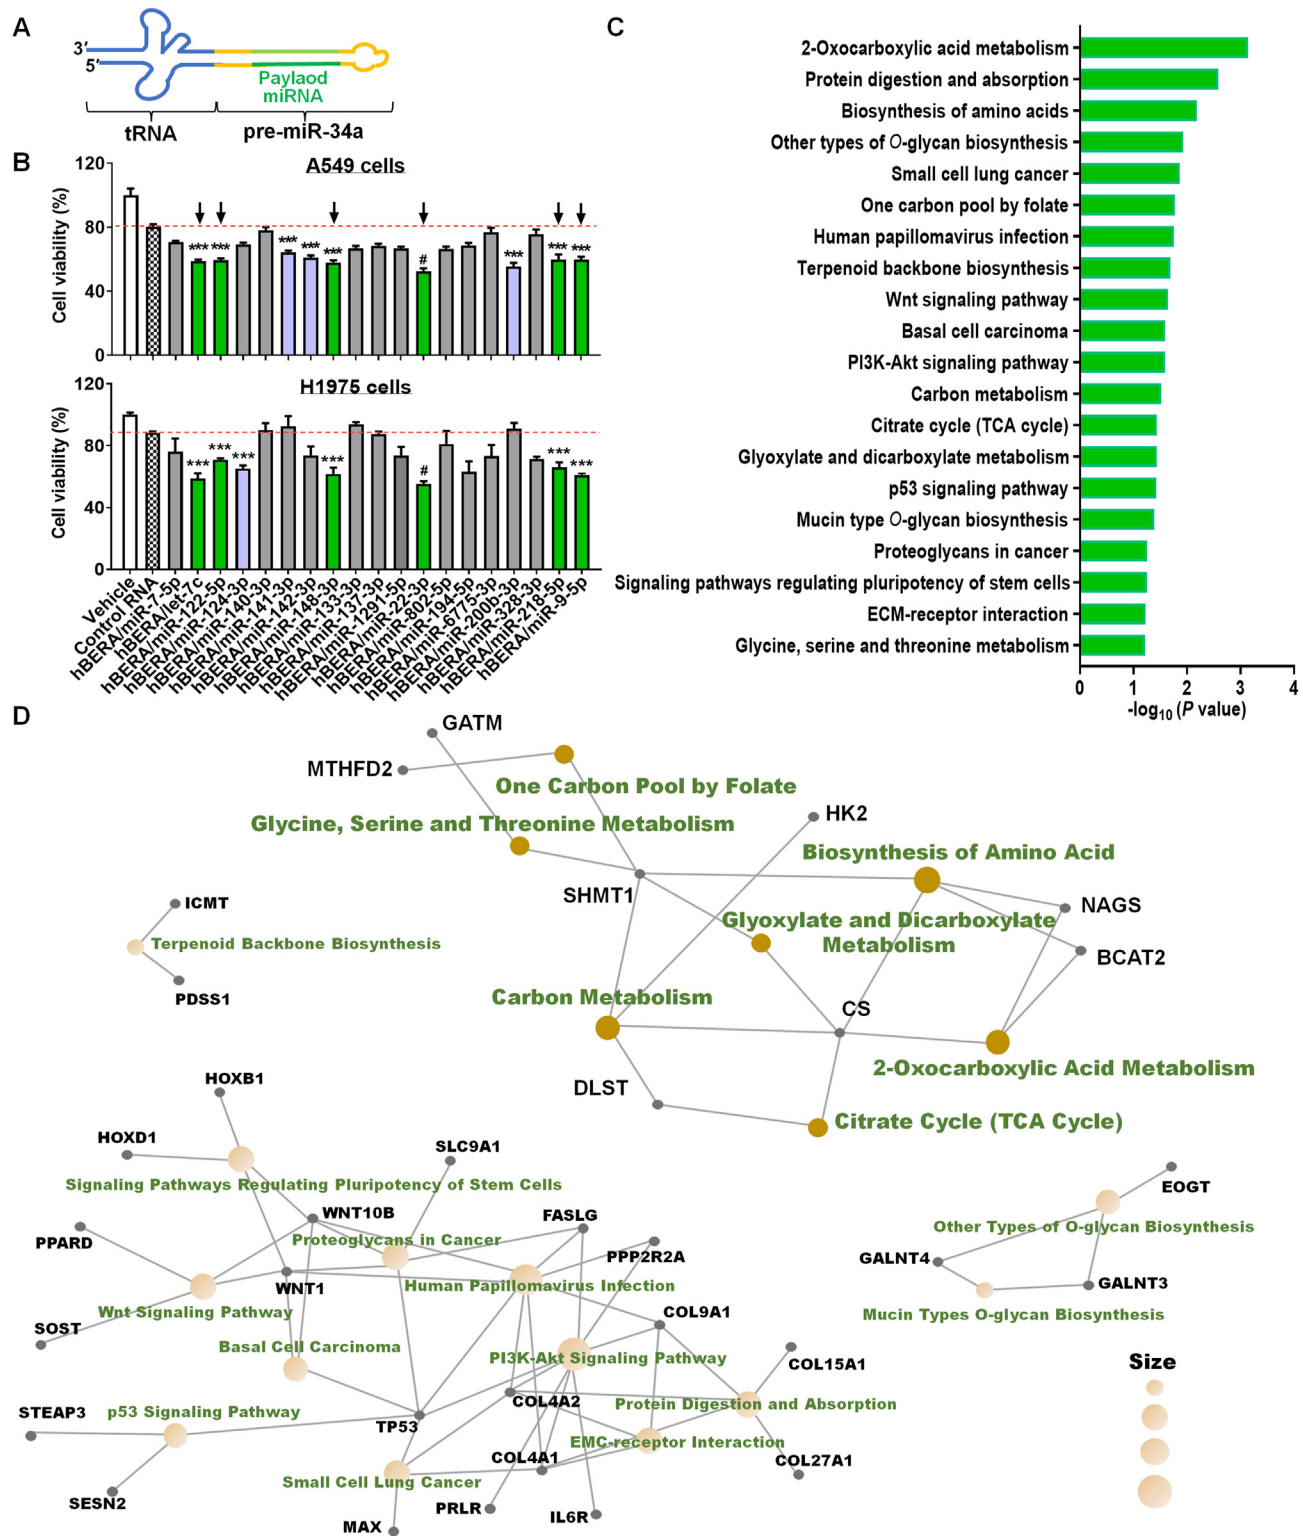 A
3′
5′
Paylaod
miRNA
tRNA
pre-miR-34a
B
A549 cells
Cell viability (%)
120
80
40
0
***
***
***
***
***
#
***
***
***
H1975 cells
Cell viability (%)
120
80
40
0
***
***
***
***
#
***
***
Vehicle
Control RNA
hBERA/miR-7-5p
hBERA/let-7c
hBERA/miR-122-5p
hBERA/miR-124-3p
hBERA/miR-140-3p
hBERA/miR-141-3p
hBERA/miR-142-3p
hBERA/miR-148-3p
hBERA/miR-133-3p
hBERA/miR-137-3p
hBERA/miR-1291-5p
hBERA/miR-22-3p
hBERA/miR-802-5p
hBERA/miR-194-5p
hBERA/miR-6775-3p
hBERA/miR-200b-3p
hBERA/miR-328-3p
hBERA/miR-218-5p
hBERA/miR-9-5p
C
2-Oxocarboxylic acid metabolism
Protein digestion and absorption
Biosynthesis of amino acids
Other types of O-glycan biosynthesis
Small cell lung cancer
One carbon pool by folate
Human papillomavirus infection
Terpenoid backbone biosynthesis
Wnt signaling pathway
Basal cell carcinoma
PI3K-Akt signaling pathway
Carbon metabolism
Citrate cycle (TCA cycle)
Glyoxylate and dicarboxylate metabolism
p53 signaling pathway
Mucin type O-glycan biosynthesis
Proteoglycans in cancer
Signaling pathways regulating pluripotency of stem cells
ECM-receptor interaction
Glycine, serine and threonine metabolism
0 1 2 3 4
-log10 (P value)
D
GATM
MTHFD2
One Carbon Pool by Folate
Glycine, Serine and Threonine Metabolism
HK2
Biosynthesis of Amino Acid
SHMT1
NAGS
Glyoxylate and Dicarboxylate
Metabolism
BCAT2
ICMT
Terpenoid Backbone Biosynthesis
PDSS1
Carbon Metabolism
CS
2-Oxocarboxylic Acid Metabolism
DLST
Citrate Cycle (TCA Cycle)
HOXB1
HOXD1
SLC9A1
Signaling Pathways Regulating Pluripotency of Stem Cells
WNT10B
FASLG
PPARD
Proteoglycans in Cancer
PPP2R2A
WNT1
Human Papillomavirus Infection
Wnt Signaling Pathway
COL9A1
SOST
Basal Cell Carcinoma
PI3K-Akt Signaling Pathway
COL15A1
COL4A2
Protein Digestion and Absorption
STEAP3
p53 Signaling Pathway
TP53
EMC-receptor Interaction
COL4A1
COL27A1
Small Cell Lung Cancer
SESN2
PRLR
IL6R
MAX
EOGT
Other Types of O-glycan Biosynthesis
GALNT4
GALNT3
Mucin Types O-glycan Biosynthesis
Size